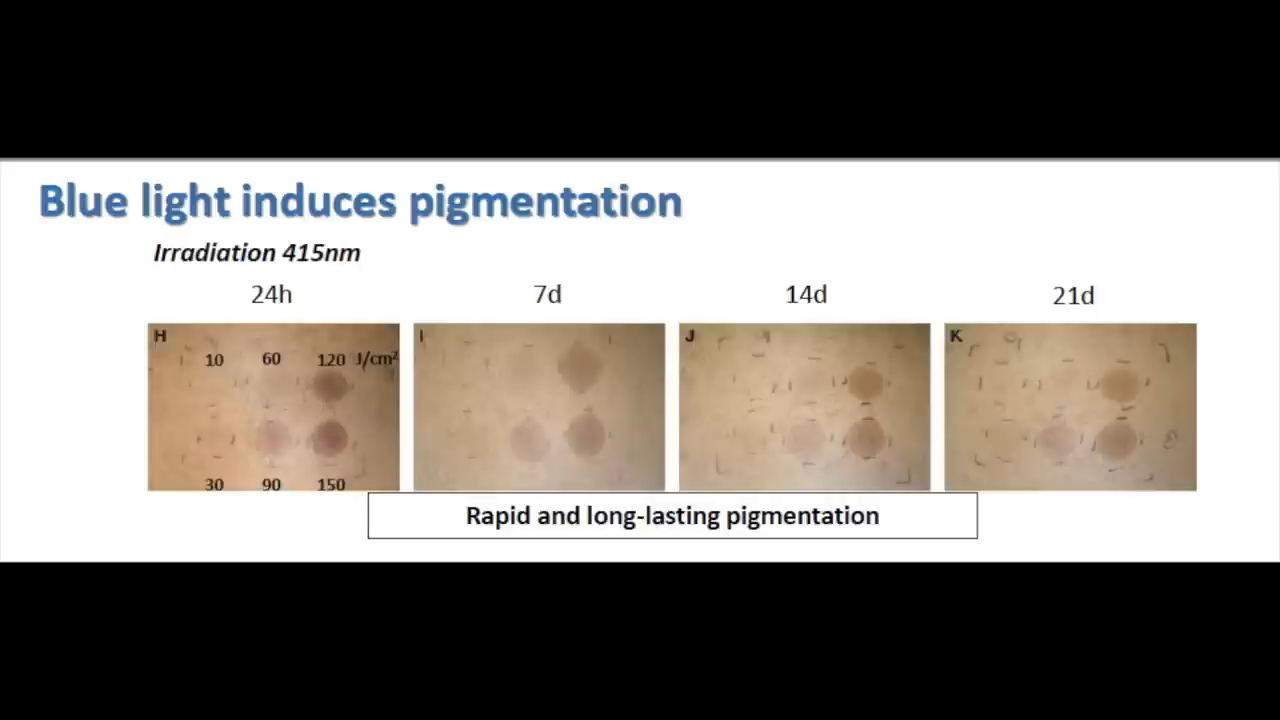 Blue light induces pigmentation
Irradiation 415nm
24h 7d 14d 21d
H I J K
10 60 120 J/cm²
30 90 150
Rapid and long-lasting pigmentation